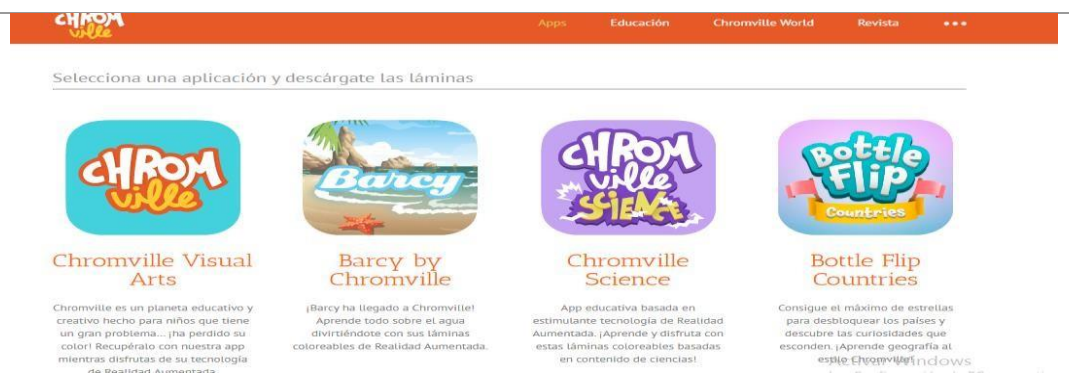 CHROM
ville
Apps Educación Chromville World Revista
Selecciona una aplicación y descárgate las láminas
CHROM
ville
Chromville Visual
Arts
Chromville es un planeta educativo y
creativo hecho para niños que tiene
un gran problema... ¡ha perdido su
color! Recupéralo con nuestra app
mientras disfrutas de su tecnología
de Realidad Aumentada.
Barcy
Barcy by
Chromville
¡Barcy ha llegado a Chromville!
Aprende todo sobre el agua
divirtiéndote con sus láminas
coloreables de Realidad Aumentada.
CHROM
ville
SCIENCE
Chromville
Science
App educativa basada en
estimulante tecnología de Realidad
Aumentada. ¡Aprende y disfruta con
estas láminas coloreables basadas
en contenido de ciencias!
Bottle
FLIP
Countries
Bottle Flip
Countries
Consigue el máximo de estrellas
para desbloquear los países y
descubre las curiosidades que
esconden. ¡Aprende geografía al
estilo Chromville!
Activar Windows